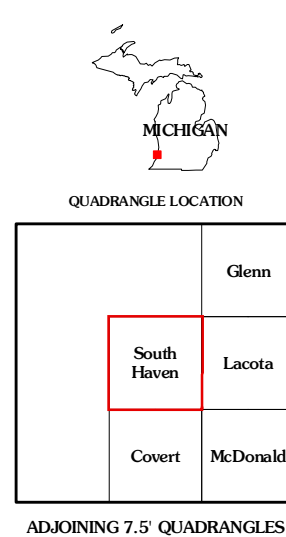 MICHIGAN
QUADRANGLE LOCATION
Glenn
South
Haven
Lacota
Covert
McDonald
ADJOINING 7.5' QUADRANGLES